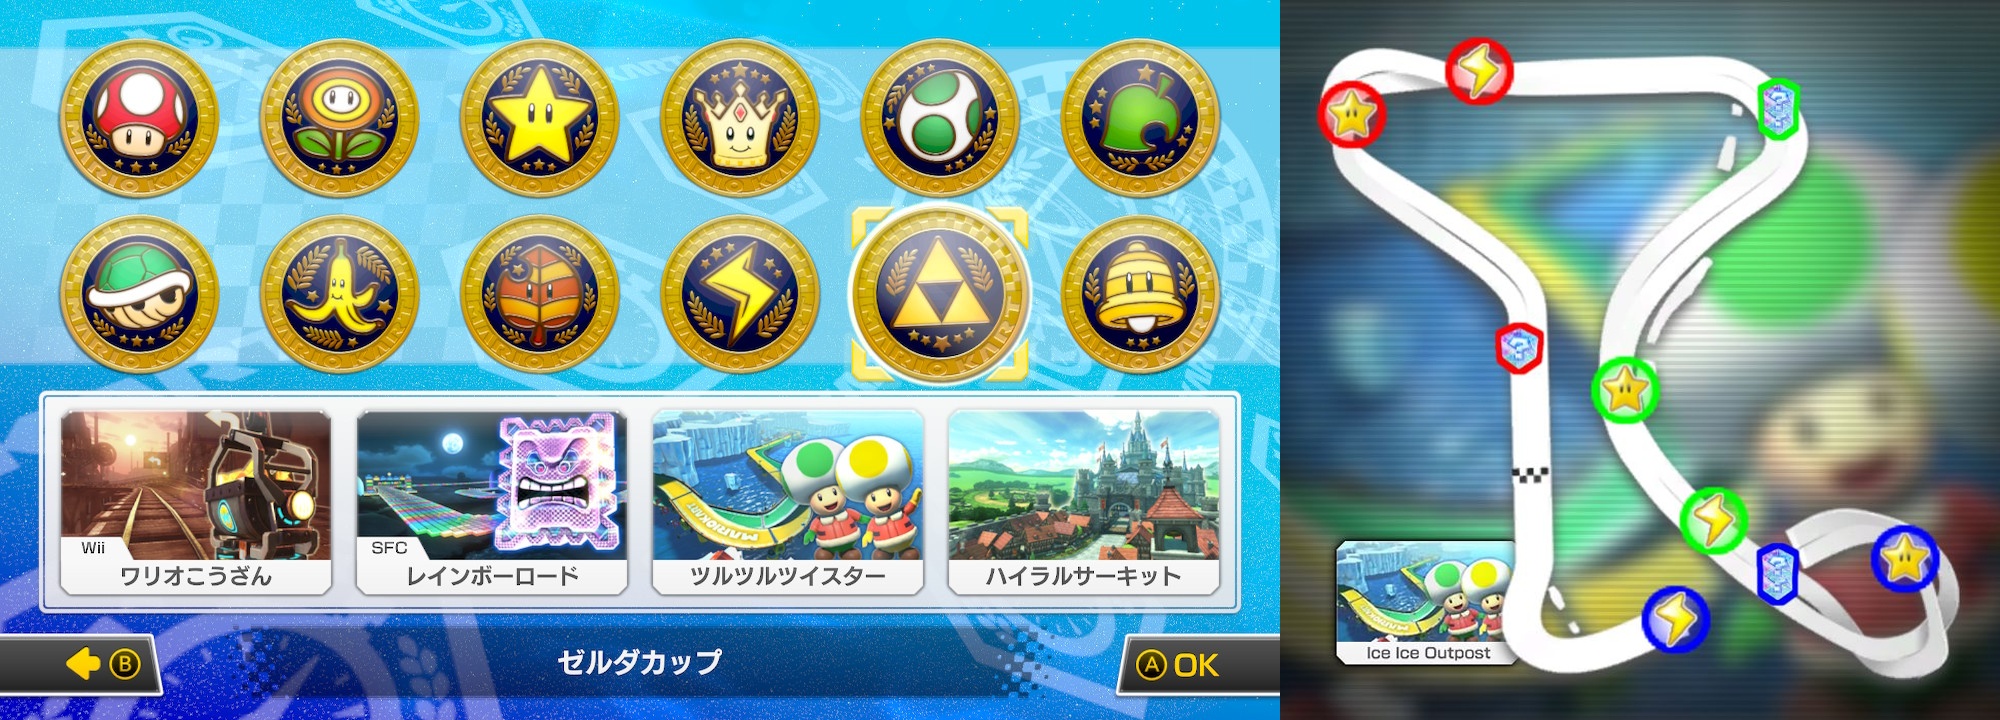 Wii
ワリオこうざん
SFC
レインボーロード
ツルツルツイスター
ハイラルサーキット
B
ゼルダカップ
A OK
Ice Ice Outpost